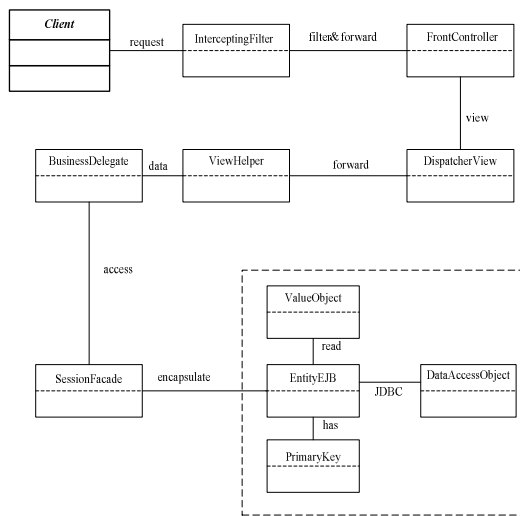 Client
request
InterceptingFilter
filter&forward
FrontController
view
BusinessDelegate
data
ViewHelper
forward
DispatcherView
access
ValueObject
read
SessionFacade
encapsulate
EntityEJB
JDBC
DataAccessObject
has
PrimaryKey